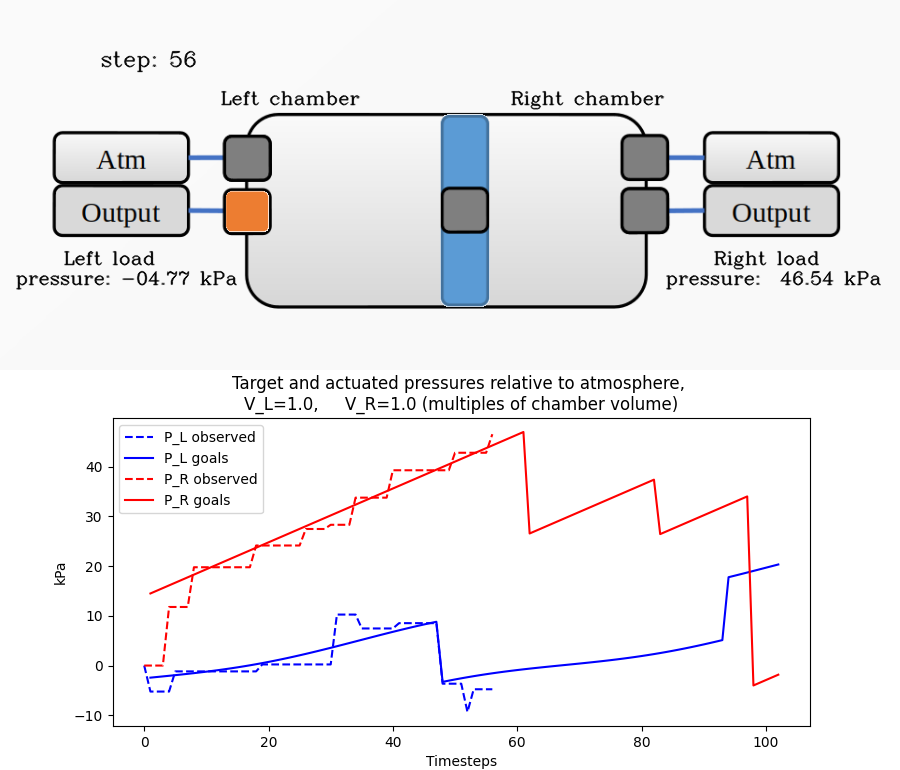 step: 56
Left chamber
Right chamber
Atm
Atm
Output
Output
Left load
pressure: -04.77 kPa
Right load
pressure:  46.54 kPa
Target and actuated pressures relative to atmosphere,
V_L=1.0,     V_R=1.0 (multiples of chamber volume)
P_L observed
P_L goals
P_R observed
P_R goals
kPa
40
30
20
10
0
−10
0
20
40
60
80
100
Timesteps